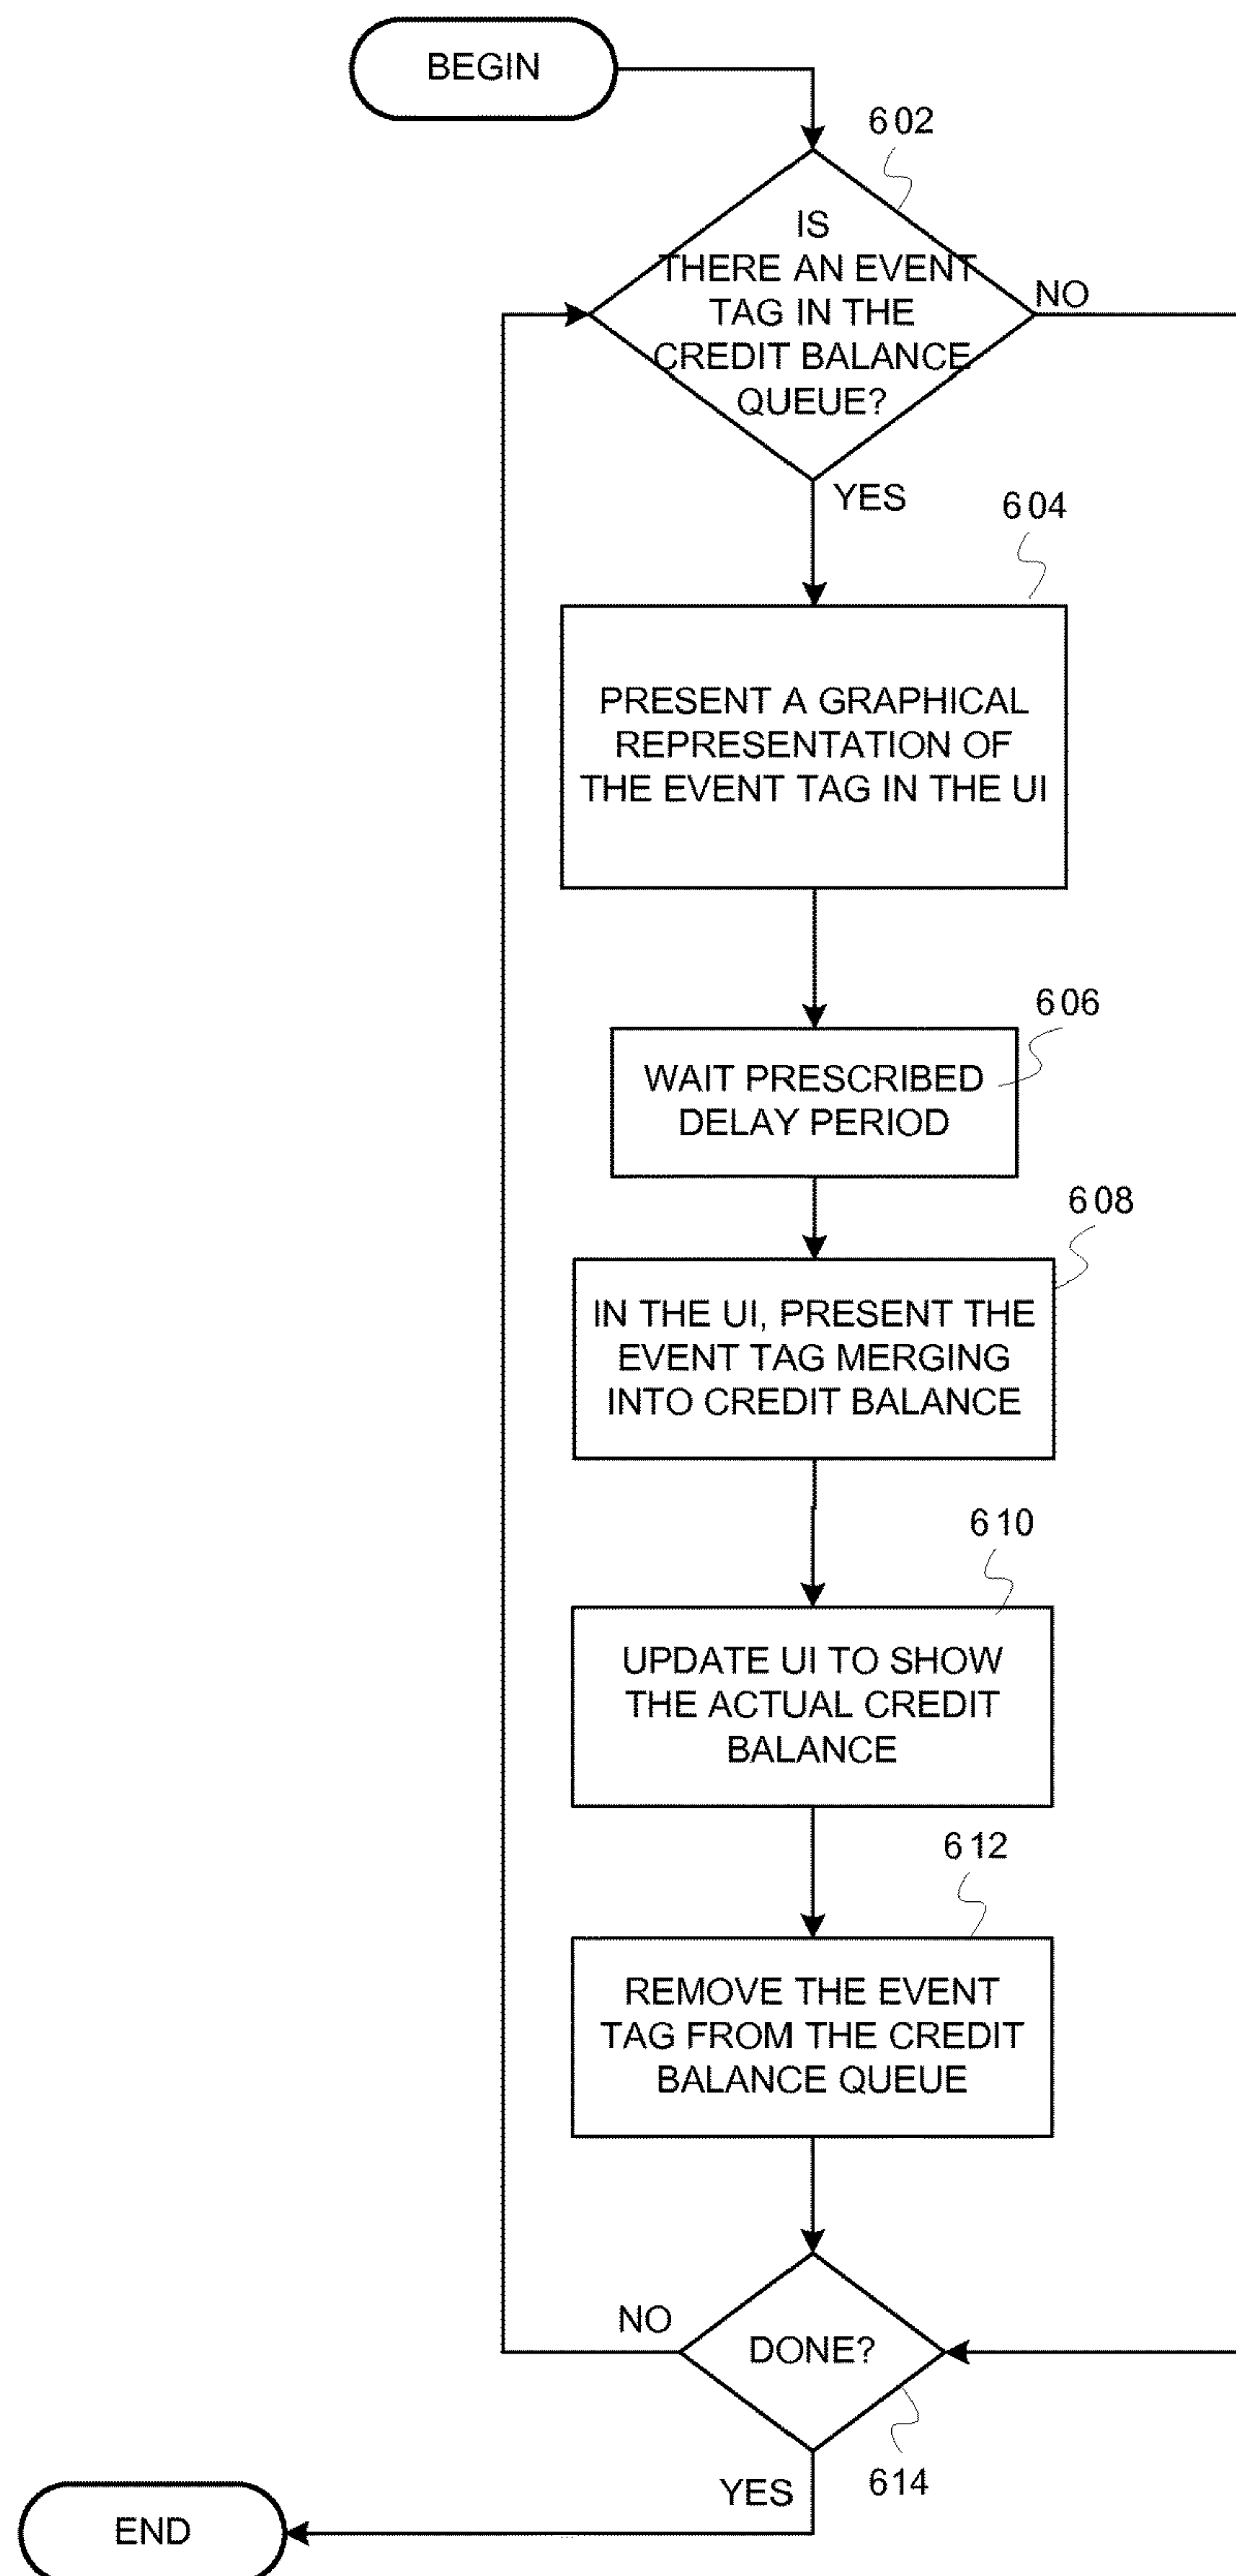 BEGIN
602
IS
THERE AN EVENT
TAG IN THE
CREDIT BALANCE
QUEUE?
NO
YES
604
PRESENT A GRAPHICAL
REPRESENTATION OF
THE EVENT TAG IN THE UI
606
WAIT PRESCRIBED
DELAY PERIOD
608
IN THE UI, PRESENT THE
EVENT TAG MERGING
INTO CREDIT BALANCE
610
UPDATE UI TO SHOW
THE ACTUAL CREDIT
BALANCE
612
REMOVE THE EVENT
TAG FROM THE CREDIT
BALANCE QUEUE
NO
DONE?
614
YES
END